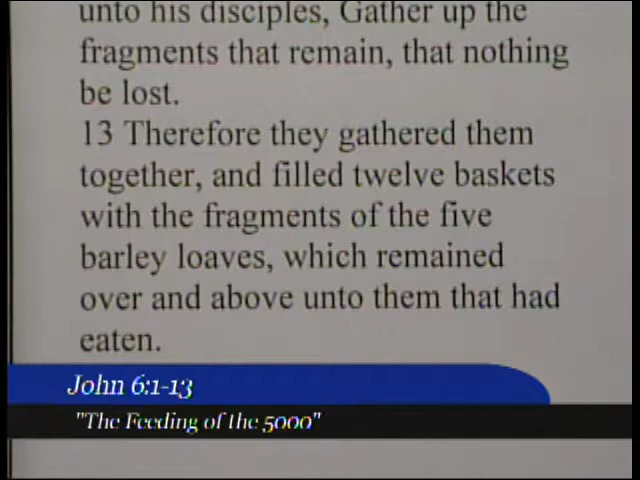 unto his disciples, Gather up the
fragments that remain, that nothing
be lost.
13 Therefore they gathered them
together, and filled twelve baskets
with the fragments of the five
barley loaves, which remained
over and above unto them that had
eaten.
John 6:1-13
"The Feeding of the 5000"